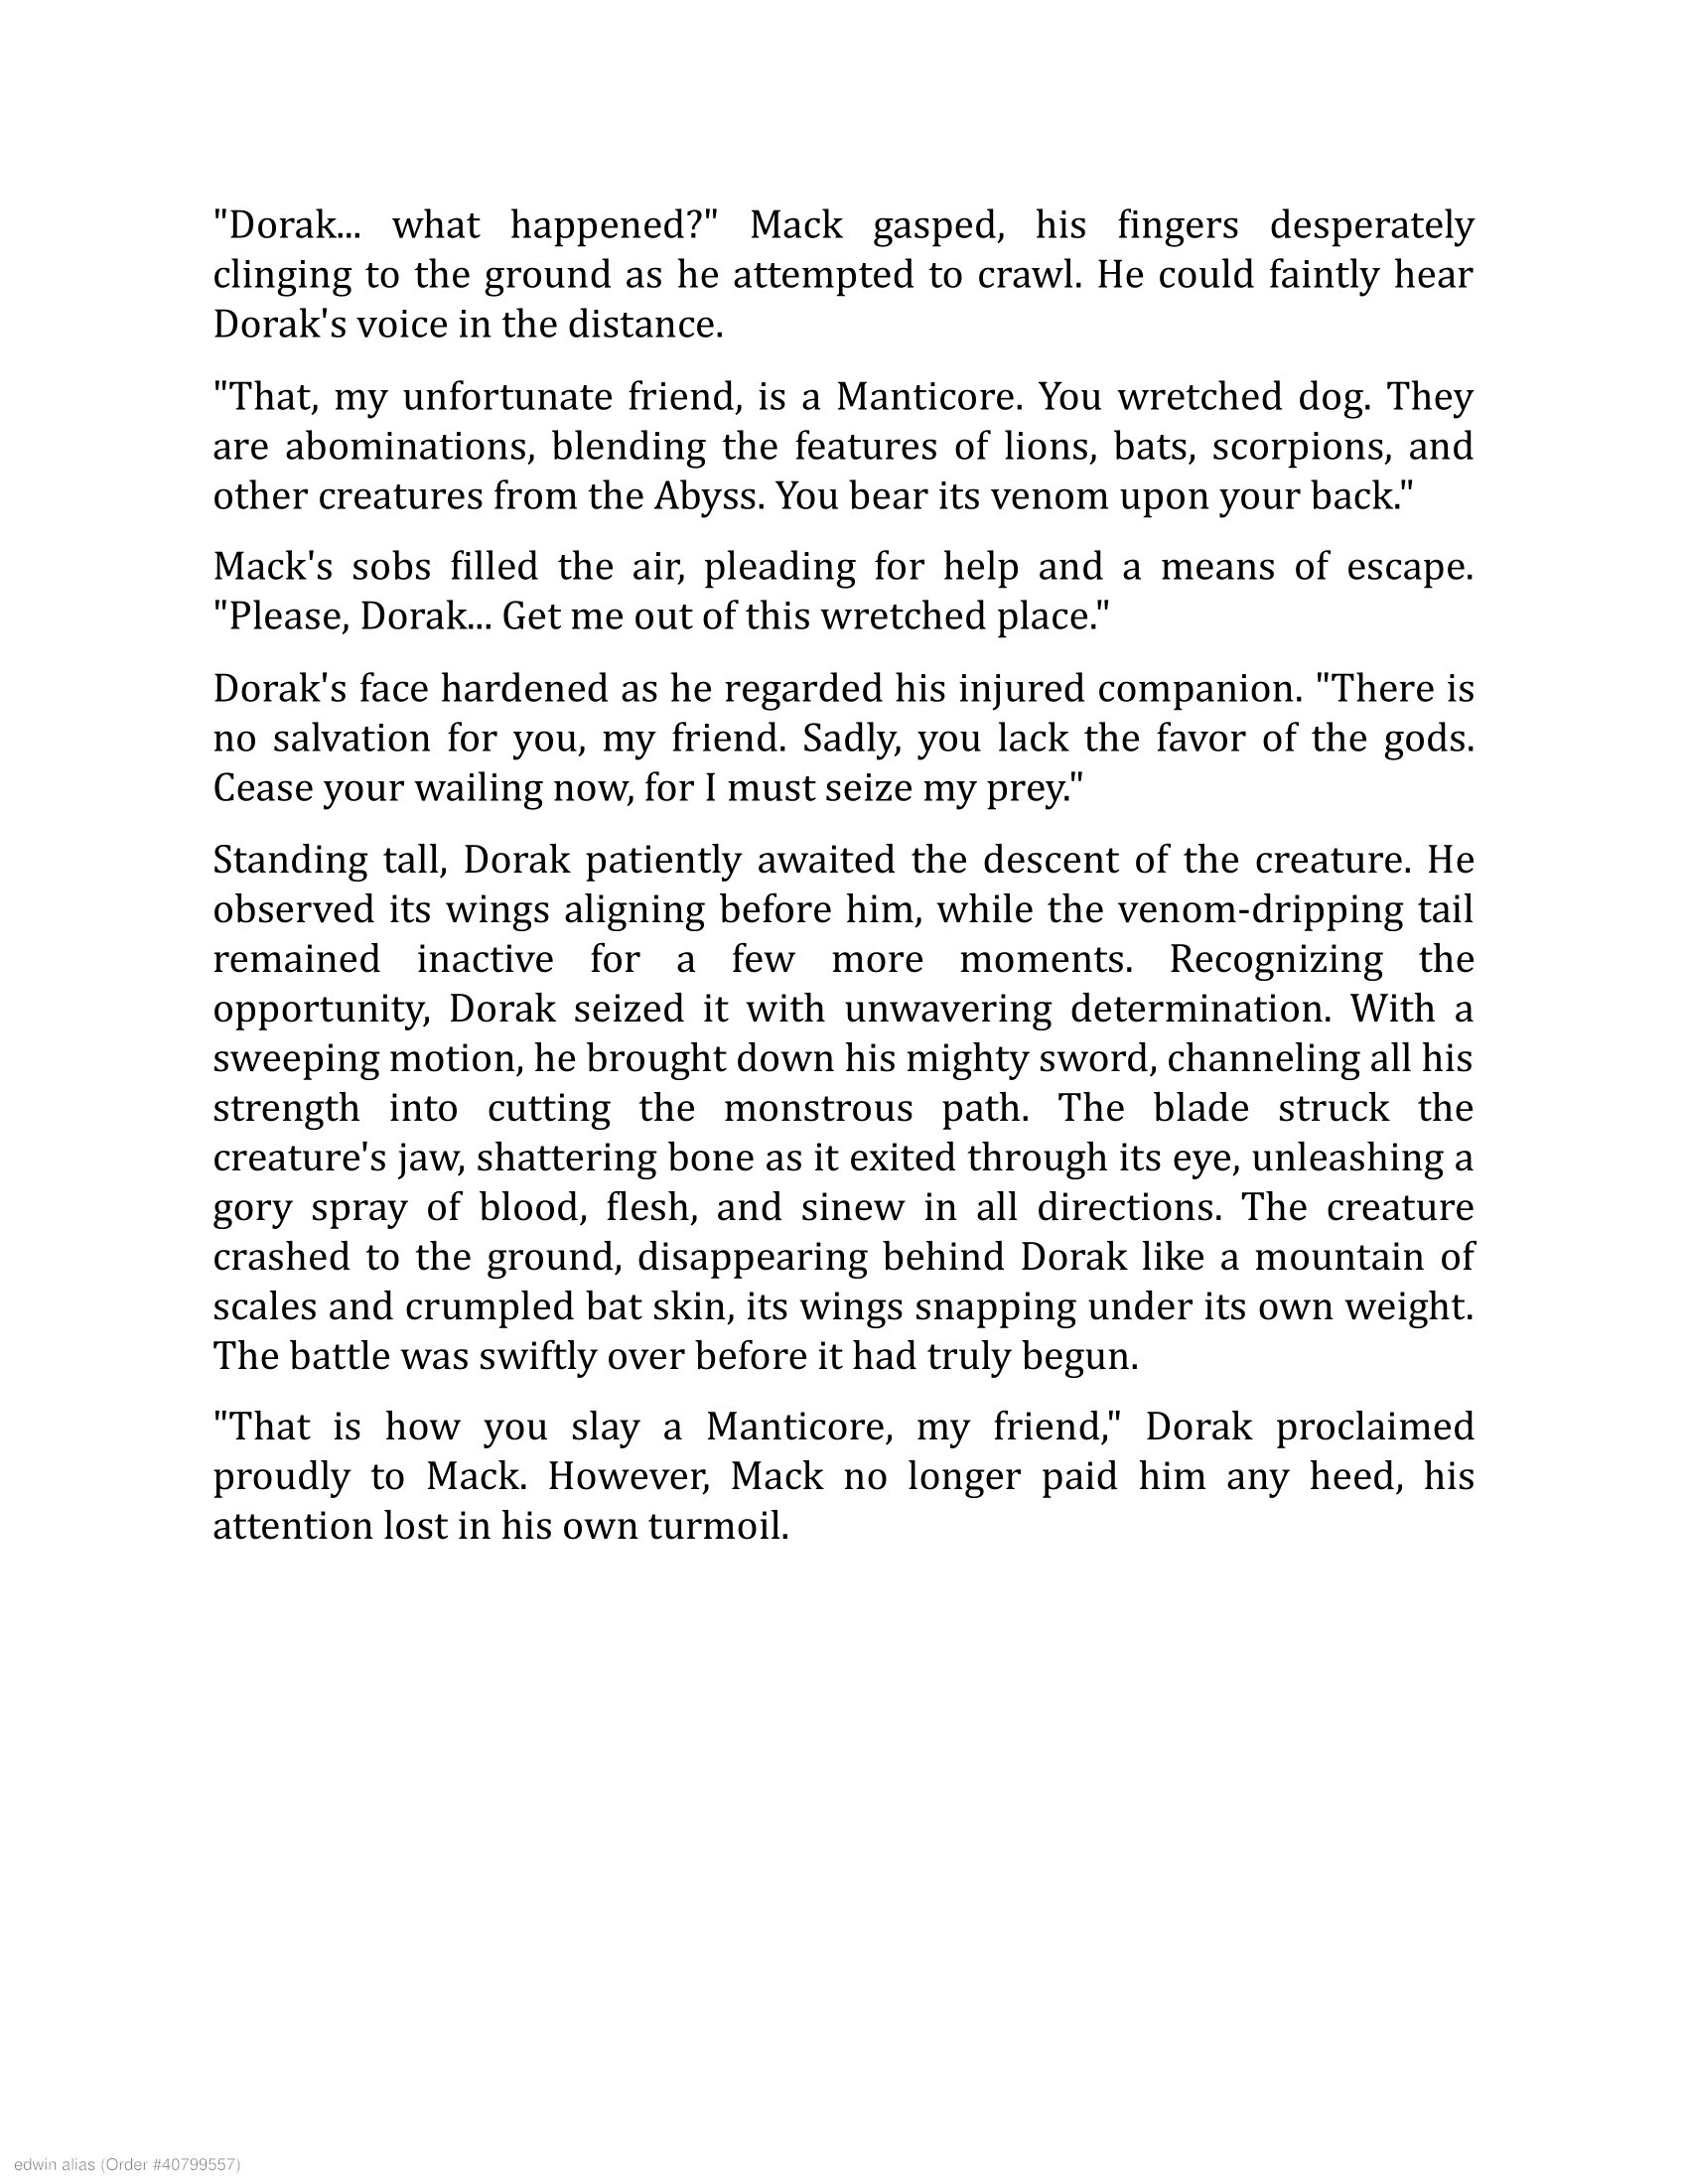 "Dorak... what happened?" Mack gasped, his fingers desperately
clinging to the ground as he attempted to crawl. He could faintly hear
Dorak's voice in the distance.
"That, my unfortunate friend, is a Manticore. You wretched dog. They
are abominations, blending the features of lions, bats, scorpions, and
other creatures from the Abyss. You bear its venom upon your back."
Mack's sobs filled the air, pleading for help and a means of escape.
"Please, Dorak... Get me out of this wretched place."
Dorak's face hardened as he regarded his injured companion. "There is
no salvation for you, my friend. Sadly, you lack the favor of the gods.
Cease your wailing now, for I must seize my prey."
Standing tall, Dorak patiently awaited the descent of the creature. He
observed its wings aligning before him, while the venom-dripping tail
remained inactive for a few more moments. Recognizing the
opportunity, Dorak seized it with unwavering determination. With a
sweeping motion, he brought down his mighty sword, channeling all his
strength into cutting the monstrous path. The blade struck the
creature's jaw, shattering bone as it exited through its eye, unleashing a
gory spray of blood, flesh, and sinew in all directions. The creature
crashed to the ground, disappearing behind Dorak like a mountain of
scales and crumpled bat skin, its wings snapping under its own weight.
The battle was swiftly over before it had truly begun.
"That is how you slay a Manticore, my friend," Dorak proclaimed
proudly to Mack. However, Mack no longer paid him any heed, his
attention lost in his own turmoil.
edwin alias (Order #40799557)